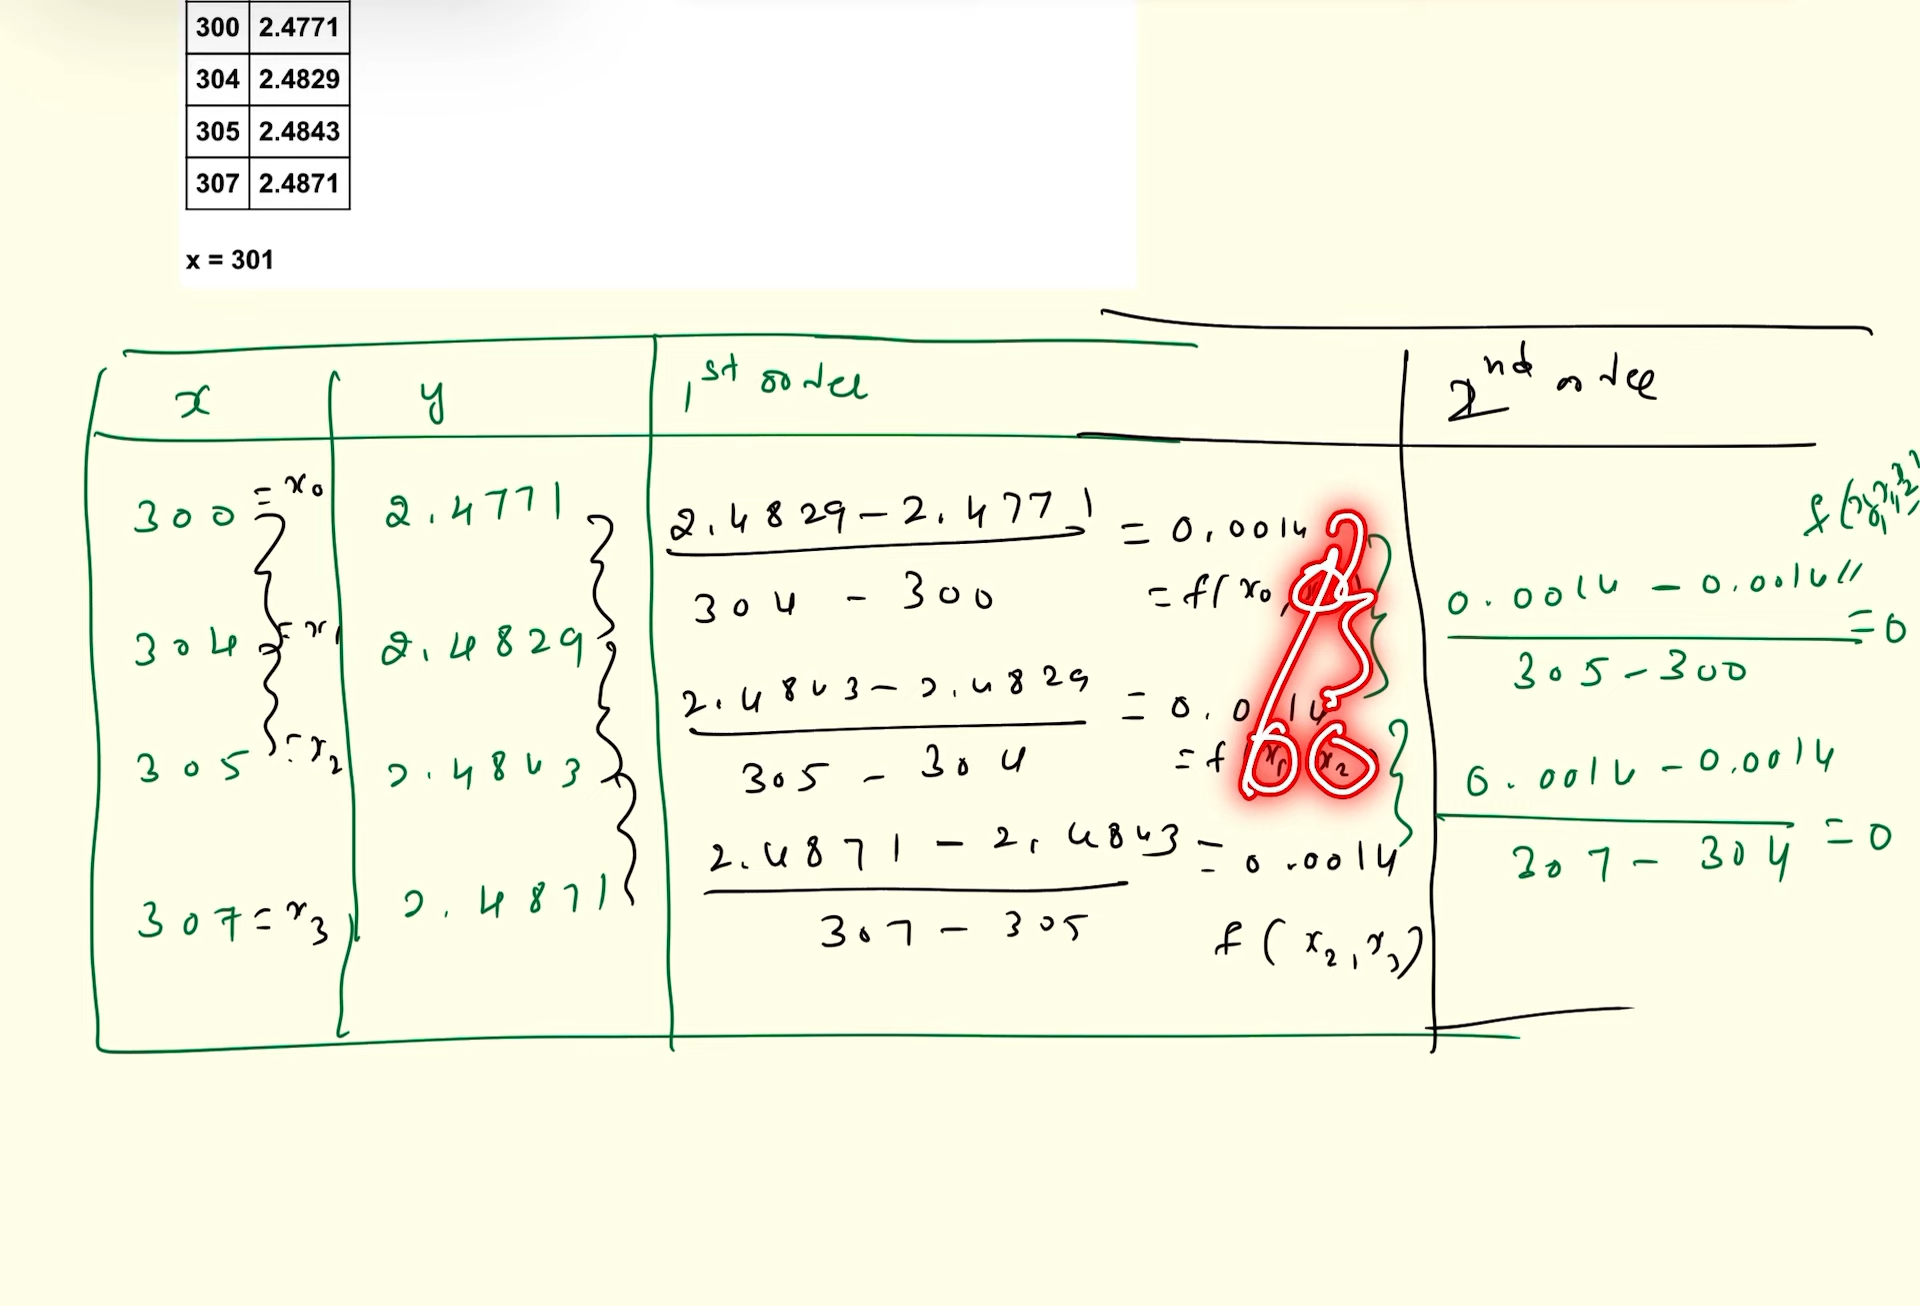 300 2.4771
304 2.4829
305 2.4843
307 2.4871
x = 301
x y 1st order 2nd order
300 = x0 2.4771 2.4829 - 2.4771 / 304 - 300 = 0.0014
= f(x0,
f(x0, x1, x2)
0.0014 - 0.0014 // / 305 - 300 = 0
304 = x1 2.4829 2.4843 - 2.4829 / 305 - 304 = 0.0014
= f x1 x2
305 = x2 2.4843 2.4871 - 2.4843 / 307 - 305 = 0.0014
0.0014 - 0.0014 / 307 - 304 = 0
307 = x3 2.4871 f(x2, x3)